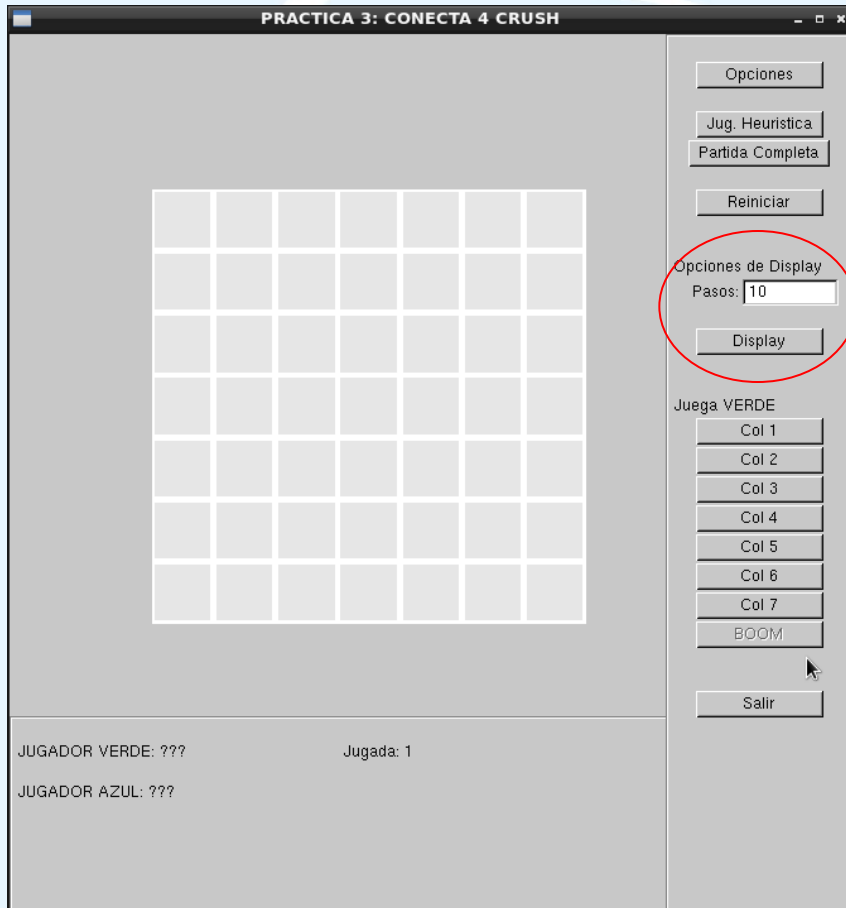 PRACTICA 3: CONECTA 4 CRUSH
Opciones
Jug. Heuristica
Partida Completa
Reiniciar
Opciones de Display
Pasos: 10
Display
Juega VERDE
Col 1
Col 2
Col 3
Col 4
Col 5
Col 6
Col 7
BOOM
Salir
JUGADOR VERDE: ??? Jugada: 1
JUGADOR AZUL: ???